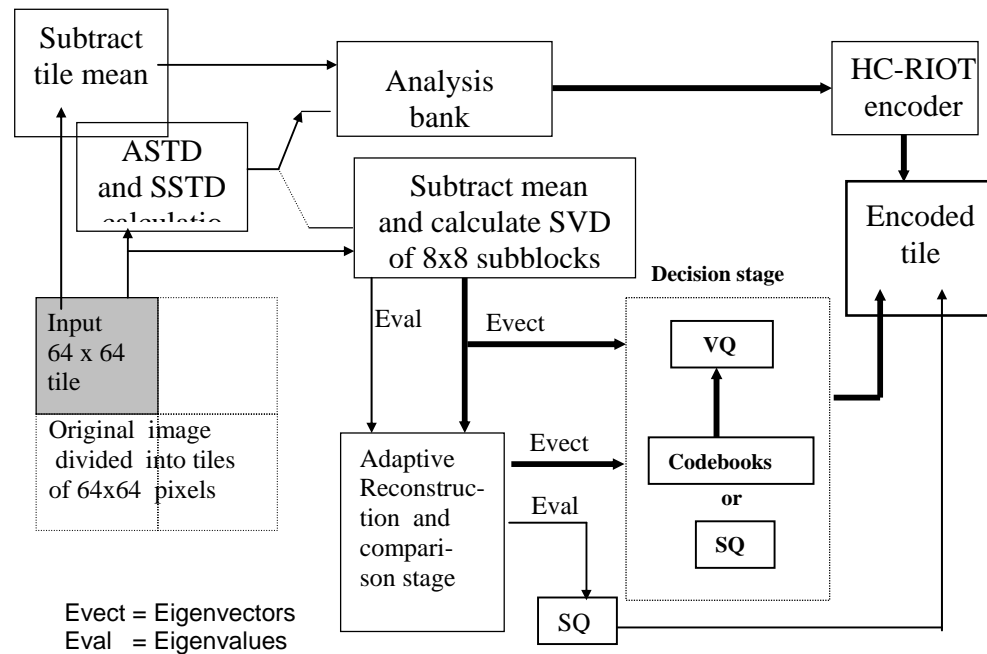 Subtract
tile mean
Analysis
bank
HC-RIOT
encoder
ASTD
and SSTD
calculatio
Subtract mean
and calculate SVD
of 8x8 subblocks
Encoded
tile
Decision stage
Input
64 x 64
tile
Eval
Evect
VQ
Original image
divided into tiles
of 64x64 pixels
Adaptive
Reconstruc-
tion and
compari-
son stage
Evect
Eval
Codebooks
or
SQ
SQ
Evect = Eigenvectors
Eval = Eigenvalues